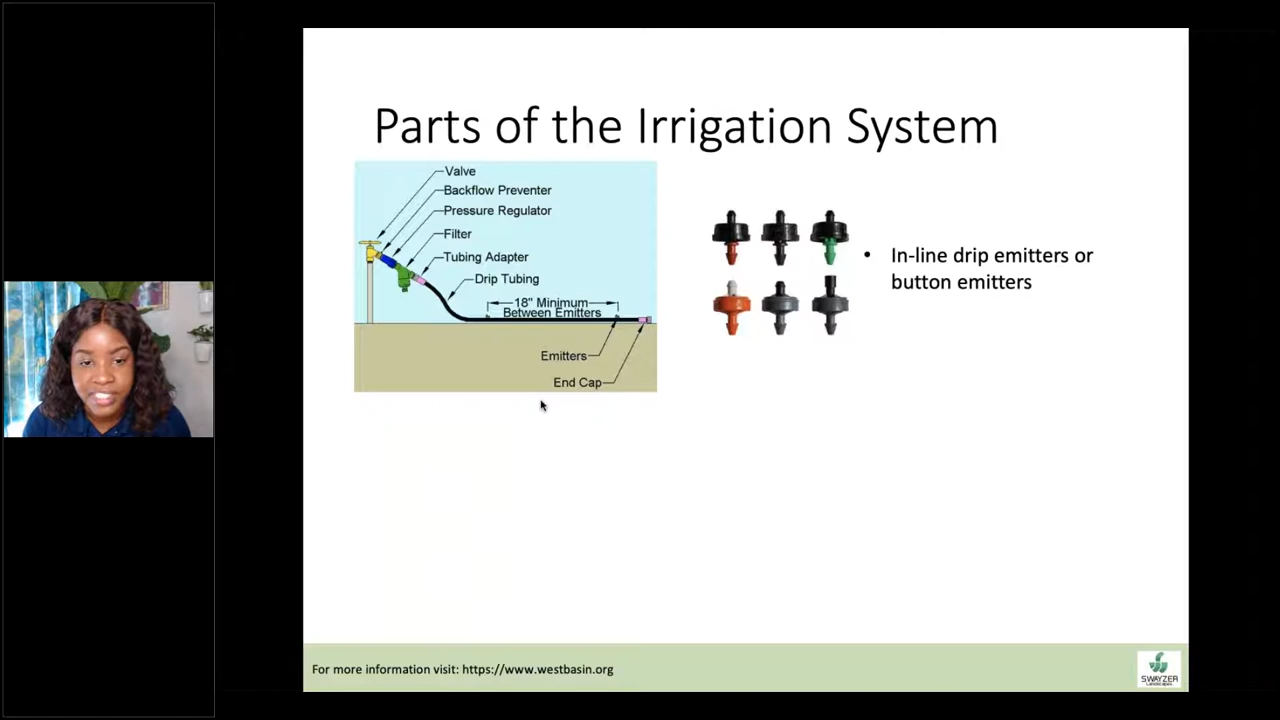 Parts of the Irrigation System
Valve
Backflow Preventer
Pressure Regulator
Filter
Tubing Adapter
Drip Tubing
18" Minimum
Between Emitters
Emitters
End Cap
• In-line drip emitters or
button emitters
For more information visit: https://www.westbasin.org
SWAYZER
LANDSCAPES